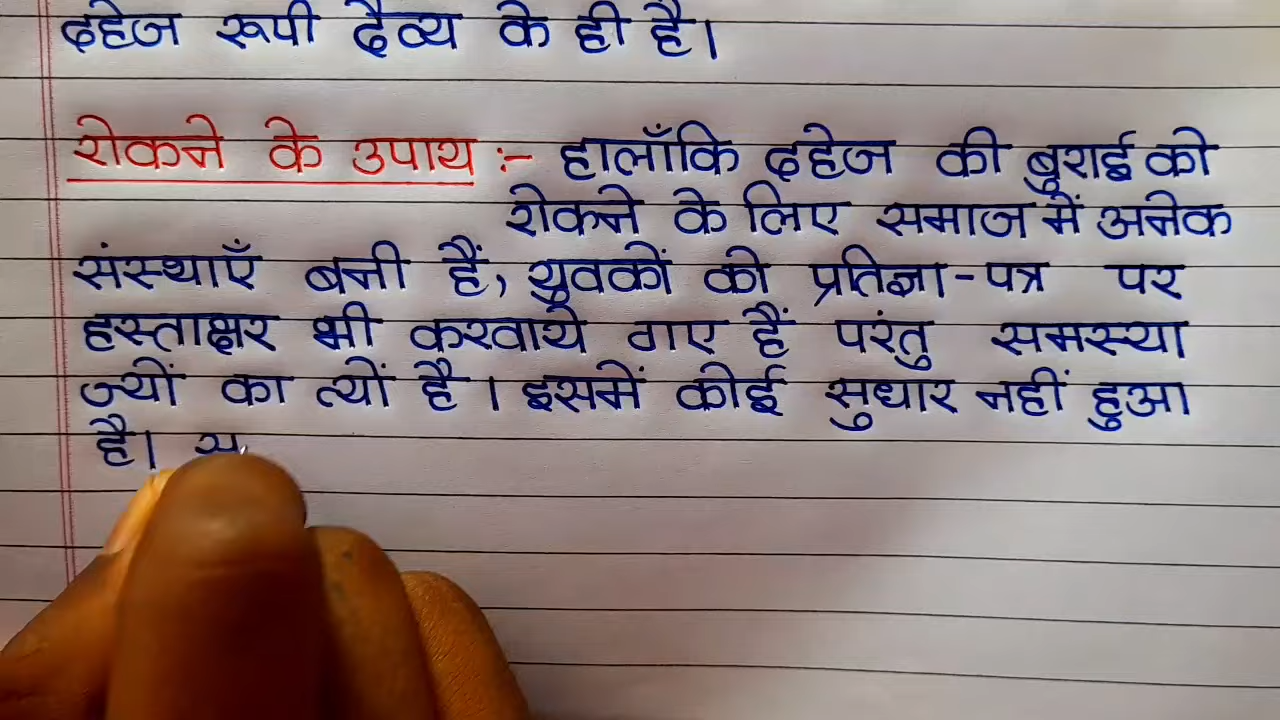 दहेज रूपी दैव्य के ही है।
रोकने के उपाय :- हालाँकि दहेज की बुराई को
रोकने के लिए समाज में अनेक
संस्थाएँ बनी हैं, युवकों को प्रतिज्ञा-पत्र पर
हस्ताक्षर भी करवाये गए हैं परंतु समस्या
ज्यों का त्यों है। इसमें कोई सुधार नहीं हुआ
है।